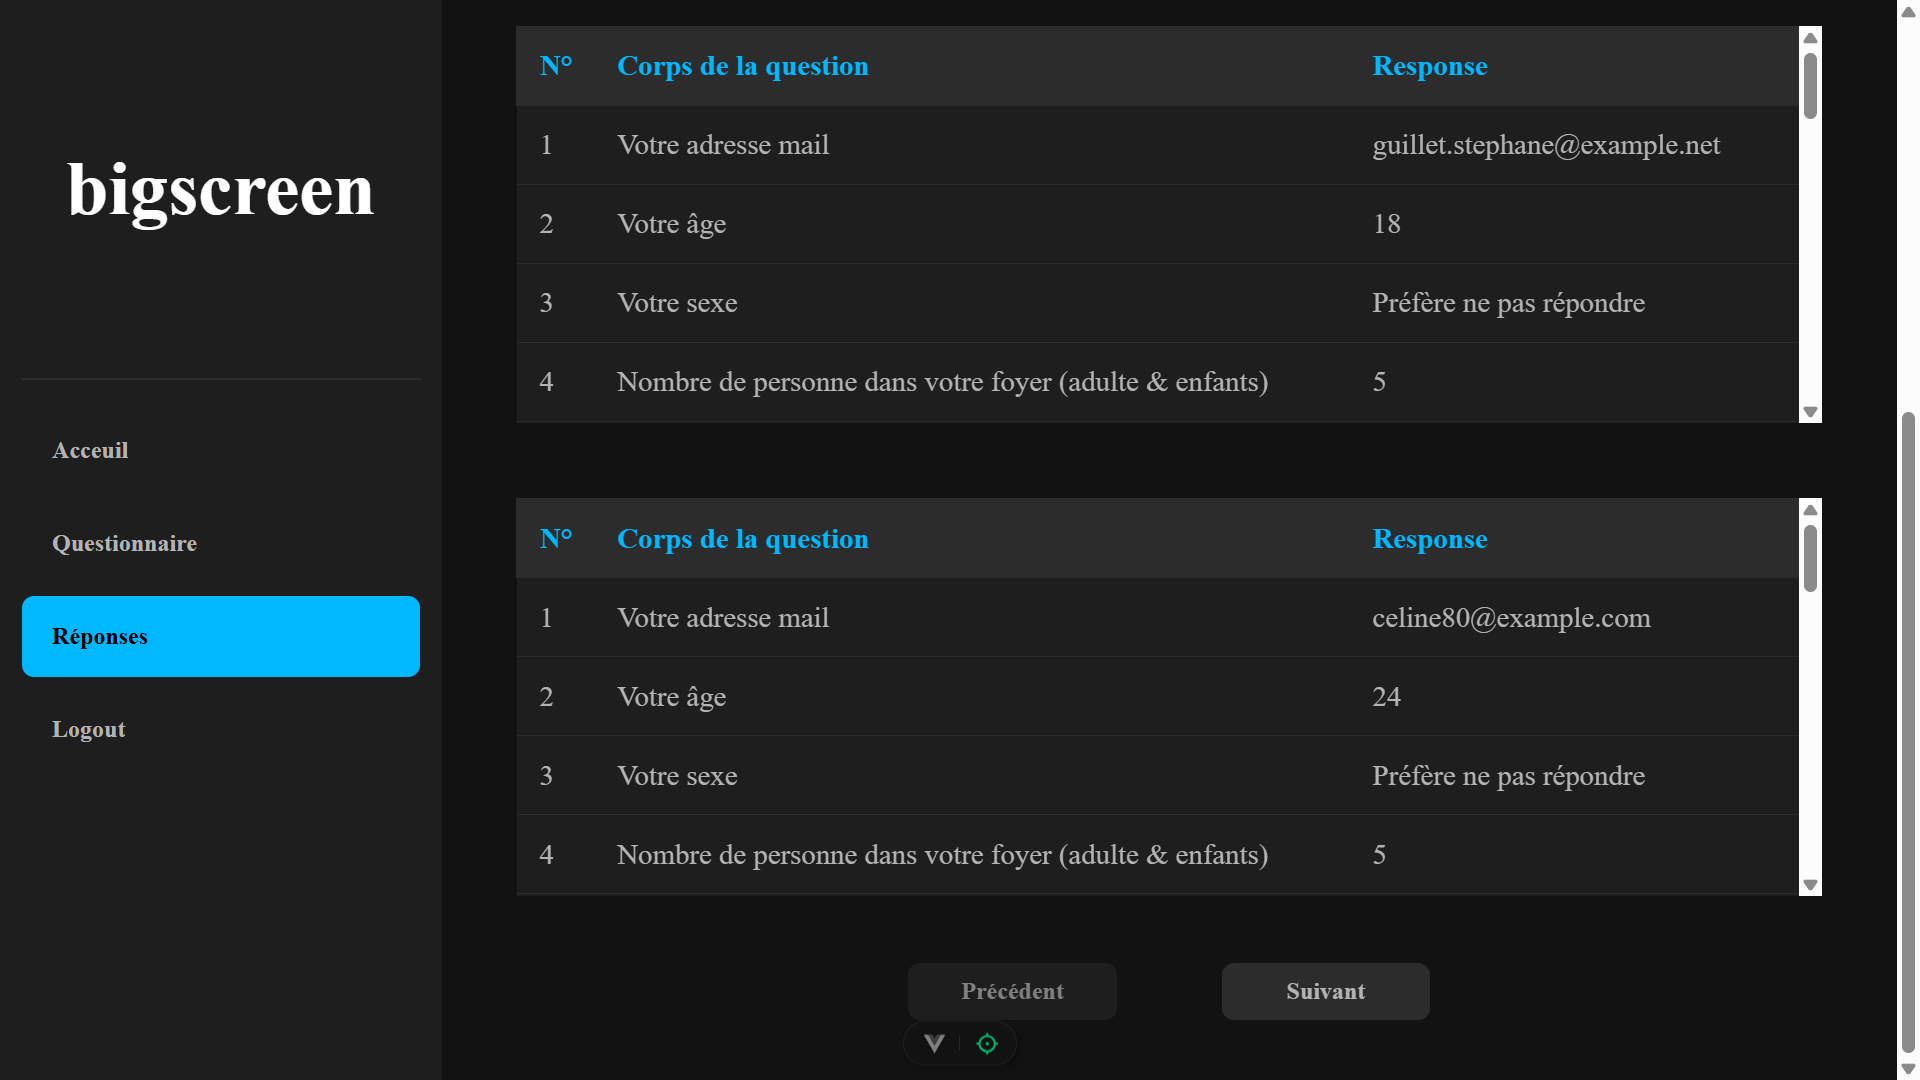 bigscreen
Acceuil
Questionnaire
Réponses
Logout
N° Corps de la question Response
1 Votre adresse mail guillet.stephane@example.net
2 Votre âge 18
3 Votre sexe Préfère ne pas répondre
4 Nombre de personne dans votre foyer (adulte & enfants) 5
N° Corps de la question Response
1 Votre adresse mail celine80@example.com
2 Votre âge 24
3 Votre sexe Préfère ne pas répondre
4 Nombre de personne dans votre foyer (adulte & enfants) 5
Précédent Suivant